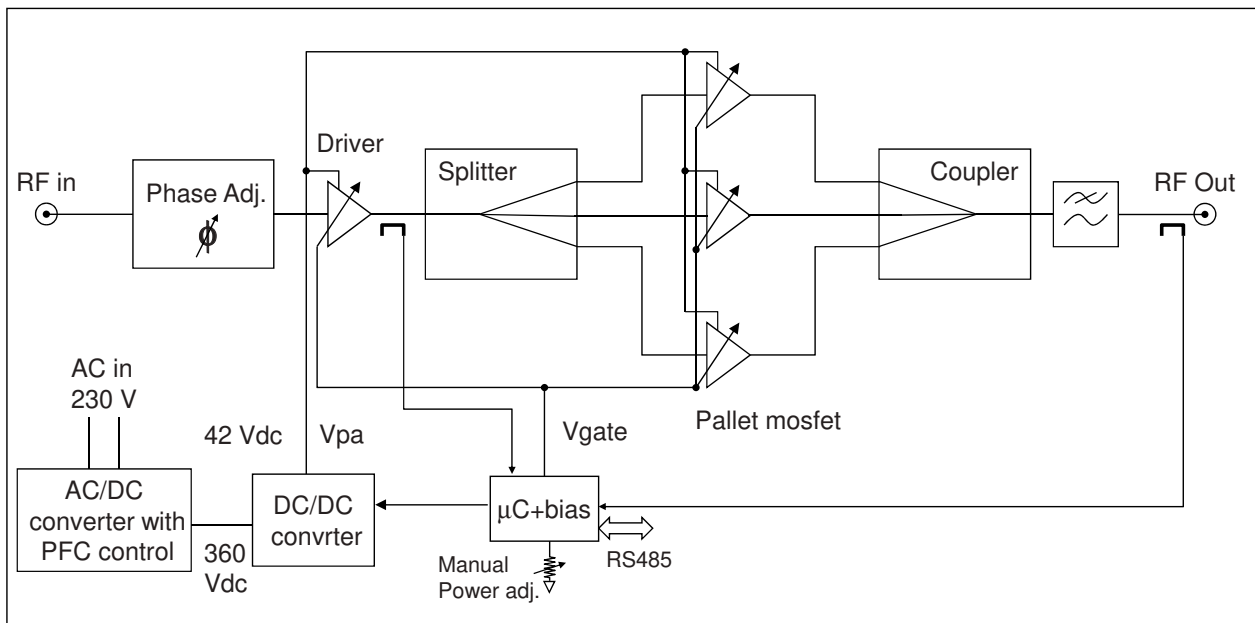 Driver
RF in
Phase Adj.
ϕ
Splitter
Coupler
RF Out
AC in
230 V
42 Vdc
Vpa
Vgate
Pallet mosfet
AC/DC
converter with
PFC control
360
Vdc
DC/DC
convrter
μC+bias
RS485
Manual
Power adj.